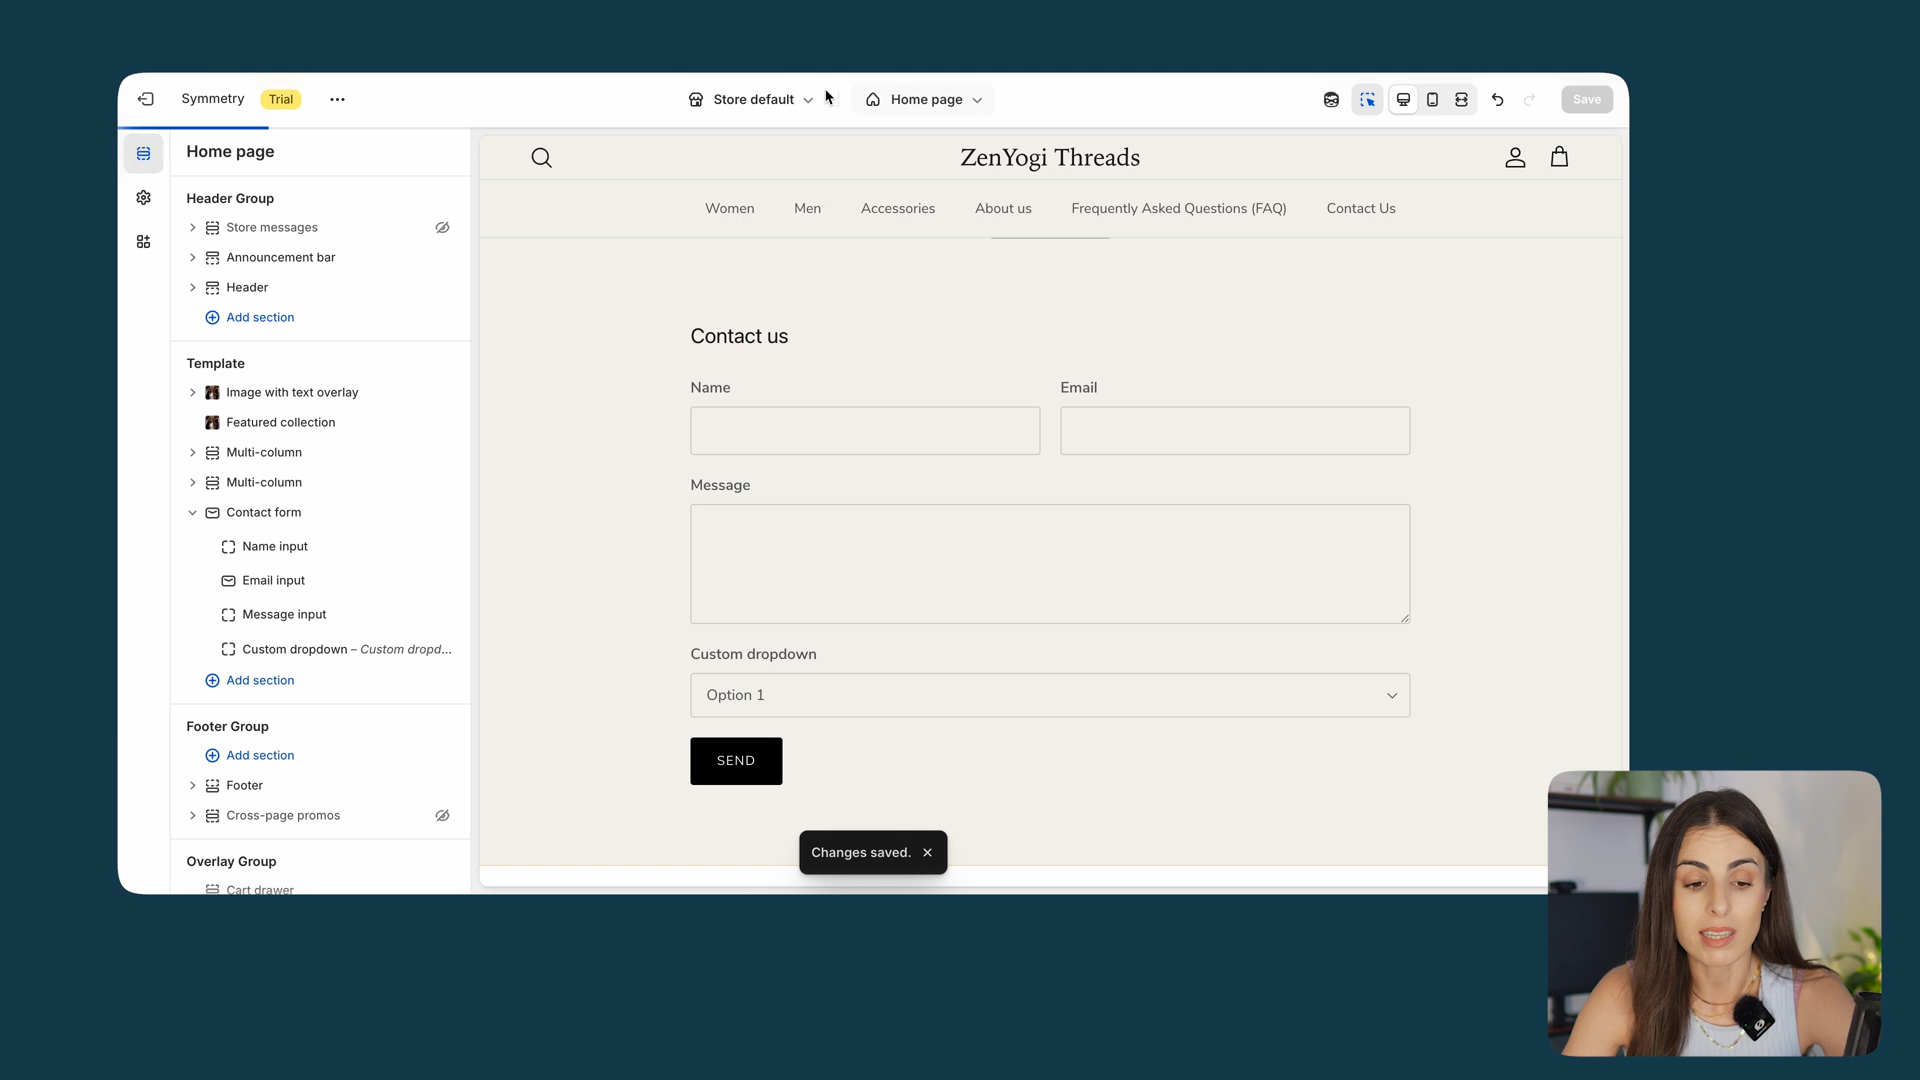 Symmetry Trial
Store default
Home page
Save
Home page
Header Group
Store messages
Announcement bar
Header
Add section
Template
Image with text overlay
Featured collection
Multi-column
Multi-column
Contact form
Name input
Email input
Message input
Custom dropdown – Custom dropd...
Add section
Footer Group
Add section
Footer
Cross-page promos
Overlay Group
Cart drawer
ZenYogi Threads
Women Men Accessories About us Frequently Asked Questions (FAQ) Contact Us
Contact us
Name Email
Message
Custom dropdown
Option 1
SEND
Changes saved.